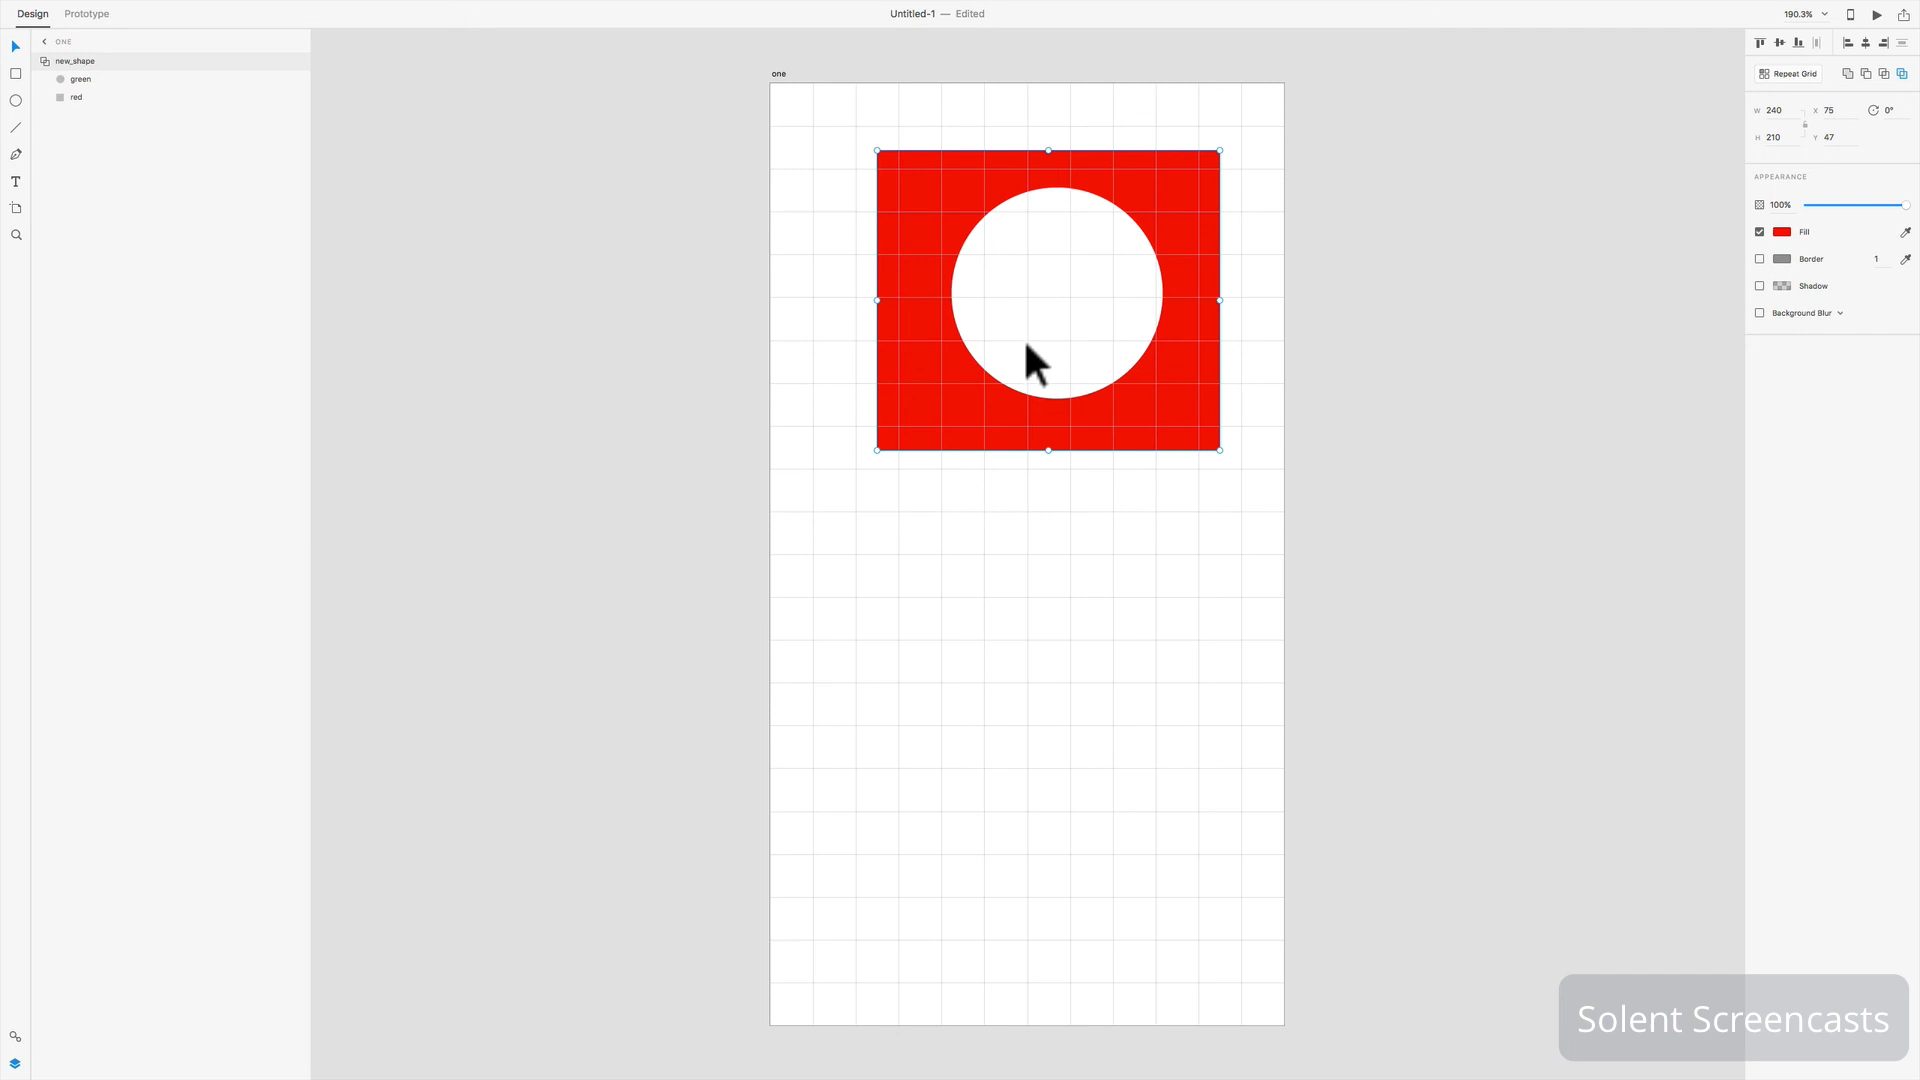 Design Prototype
Untitled-1 — Edited
190.3%
ONE
new_shape
green
red
one
Repeat Grid
W 240 X 75 0°
H 210 Y 47
APPEARANCE
100%
Fill
Border 1
Shadow
Background Blur
Solent Screencasts